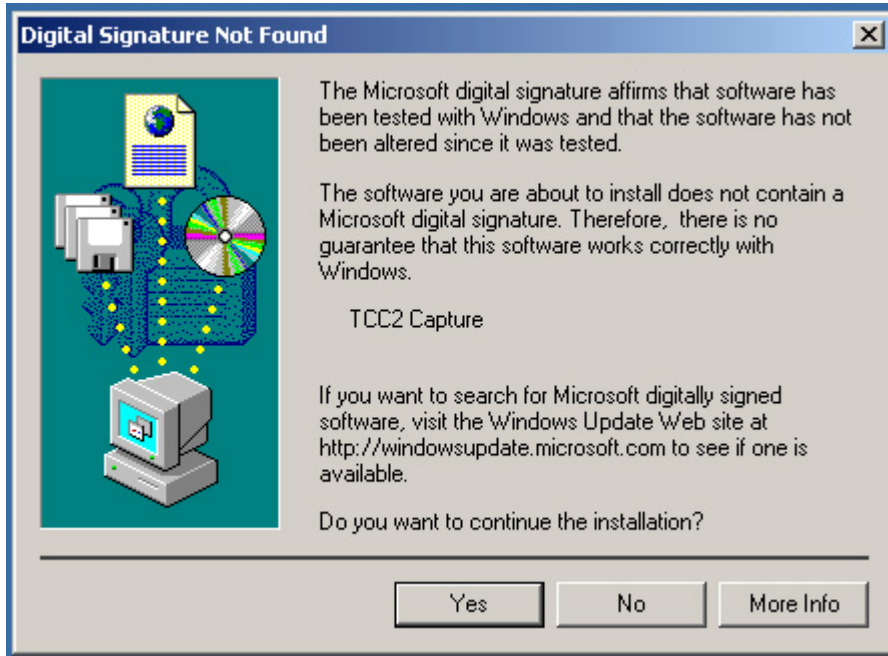 Digital Signature Not Found
The Microsoft digital signature affirms that software has
been tested with Windows and that the software has not
been altered since it was tested.
The software you are about to install does not contain a
Microsoft digital signature. Therefore,  there is no
guarantee that this software works correctly with
Windows.
TCC2 Capture
If you want to search for Microsoft digitally signed
software, visit the Windows Update Web site at
http://windowsupdate.microsoft.com to see if one is
available.
Do you want to continue the installation?
Yes No More Info